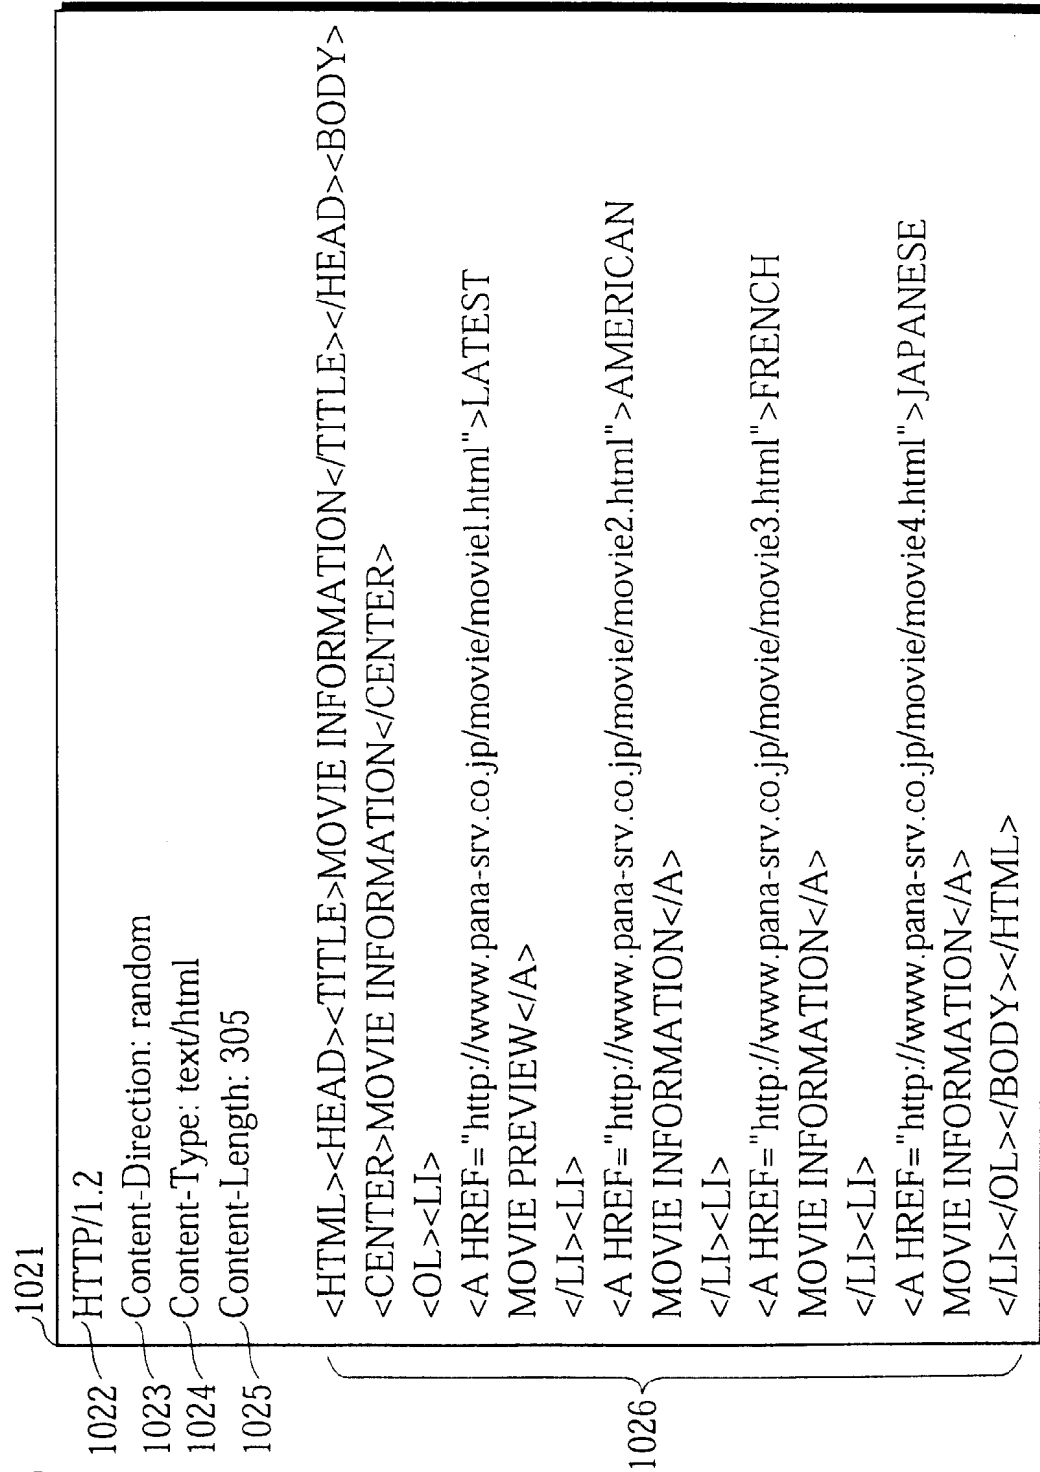 1021
1022 HTTP/1.2
1023 Content-Direction: random
1024 Content-Type: text/html
1025 Content-Length: 305
1026
<HTML><HEAD><TITLE>MOVIE INFORMATION</TITLE></HEAD><BODY>
<CENTER>MOVIE INFORMATION</CENTER>
<OL><LI>
<A HREF="http://www.pana-srv.co.jp/movie/movie1.html">LATEST
MOVIE PREVIEW</A>
</LI><LI>
<A HREF="http://www.pana-srv.co.jp/movie/movie2.html">AMERICAN
MOVIE INFORMATION</A>
</LI><LI>
<A HREF="http://www.pana-srv.co.jp/movie/movie3.html">FRENCH
MOVIE INFORMATION</A>
</LI><LI>
<A HREF="http://www.pana-srv.co.jp/movie/movie4.html">JAPANESE
MOVIE INFORMATION</A>
</LI></OL></BODY></HTML>